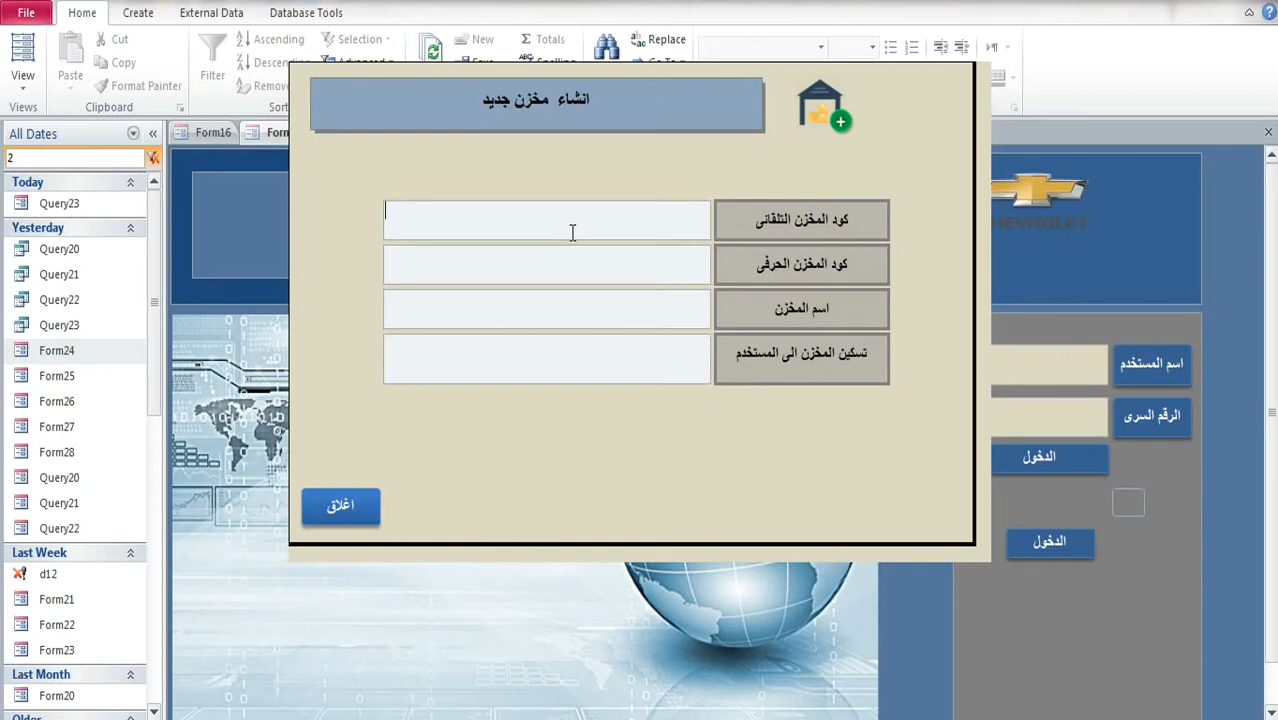 File
Home
Create
External Data
Database Tools
View
Views
Paste
Cut
Copy
Format Painter
Clipboard
Filter
Ascending
Selection
New
Totals
Replace
انشاء مخزن جديد
All Dates
2
Form16
Today
Query23
Yesterday
Query20
Query21
Query22
Query23
Form24
Form25
Form26
Form27
Form28
Query20
Query21
Query22
Last Week
d12
Form21
Form22
Form23
Last Month
Form20
كود المخزن التلقائى
كود المخزن الحرفى
اسم المخزن
تسكين المخزن الى المستخدم
اغلاق
CHEVROLET
اسم المستخدم
الرقم السرى
الدخول
الدخول